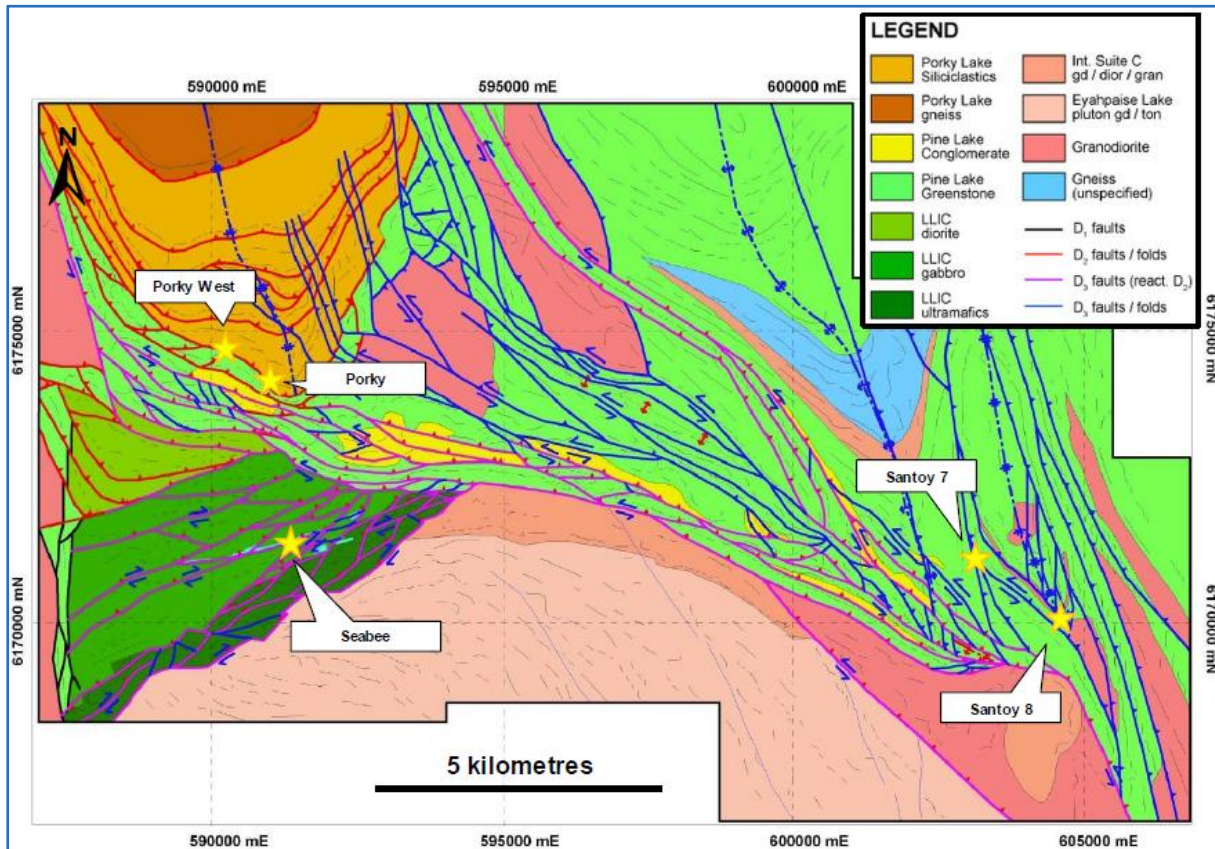 LEGEND
Porky Lake
Siliciclastics
Porky Lake
gneiss
Pine Lake
Conglomerate
Pine Lake
Greenstone
LLIC
diorite
LLIC
gabbro
LLIC
ultramafics
Int. Suite C
gd / dior / gran
Eyahpaise Lake
pluton gd / ton
Granodiorite
Gneiss
(unspecified)
D1 faults
D2 faults / folds
D3 faults (react. D2)
D3 faults / folds
590000 mE
595000 mE
600000 mE
N
6175000 mN
6175000 mN
Porky West
Porky
Santoy 7
Seabee
Santoy 8
6170000 mN
6170000 mN
5 kilometres
590000 mE
595000 mE
600000 mE
605000 mE